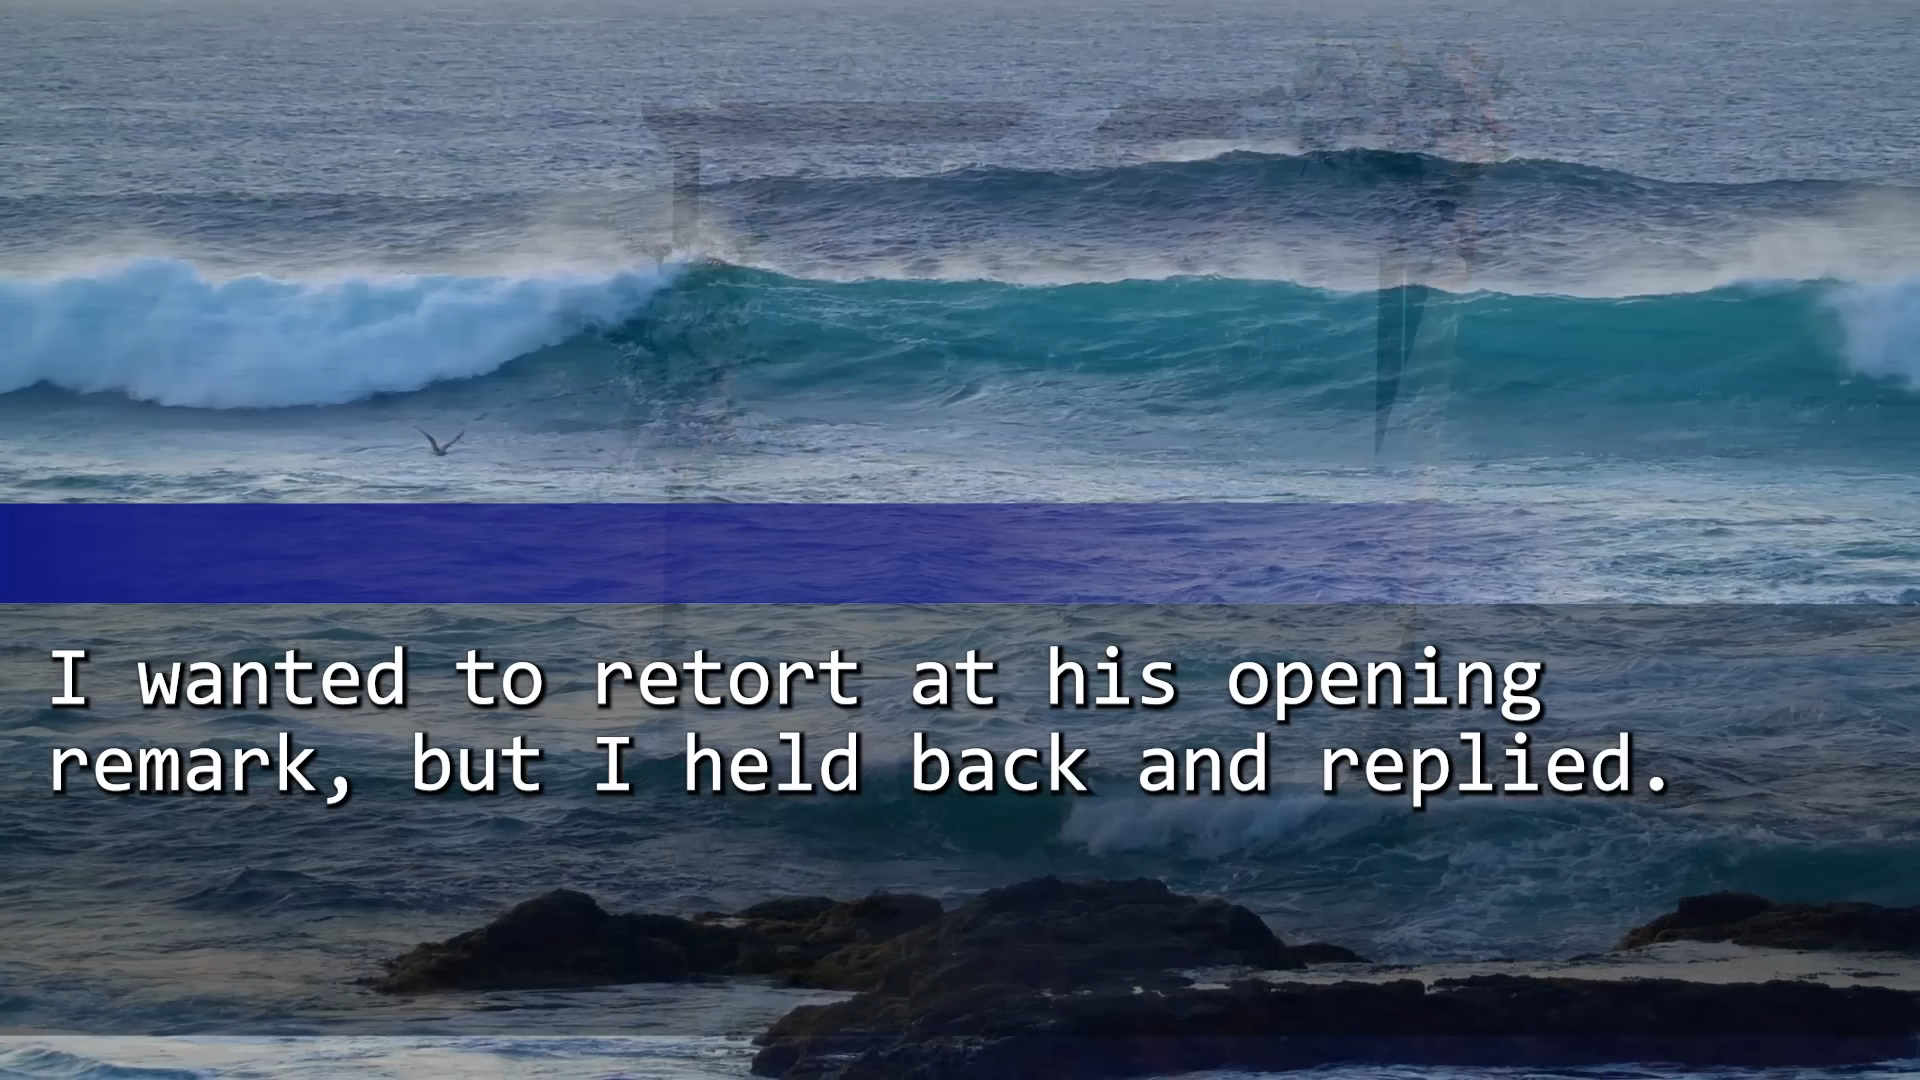 I wanted to retort at his opening
remark, but I held back and replied.